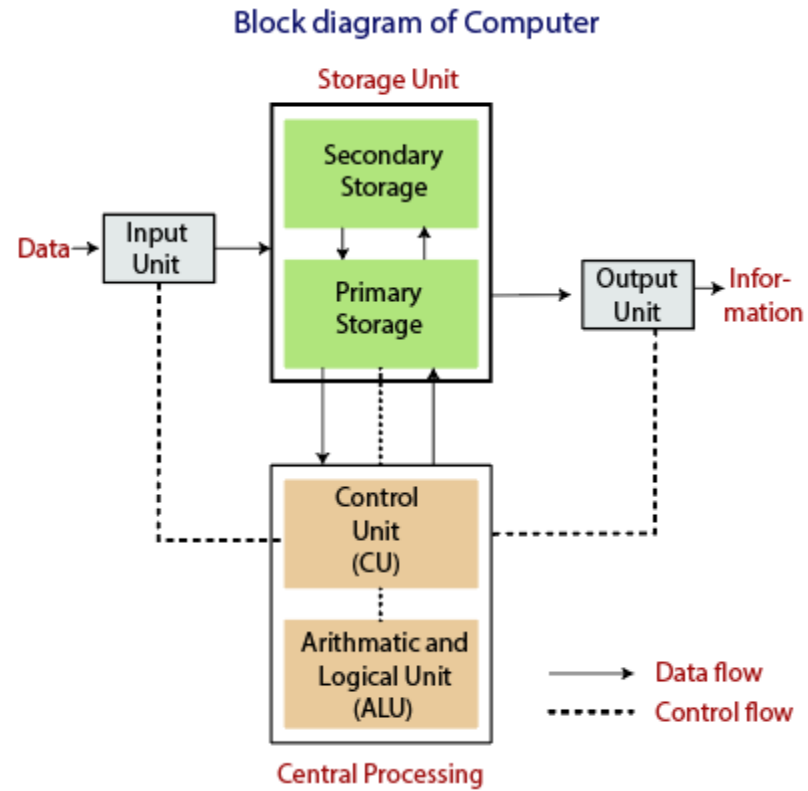 Block diagram of Computer
Storage Unit
Secondary
Storage
Data
Input
Unit
Primary
Storage
Output
Unit
Infor-
mation
Control
Unit
(CU)
Arithmatic and
Logical Unit
(ALU)
Data flow
Control flow
Central Processing